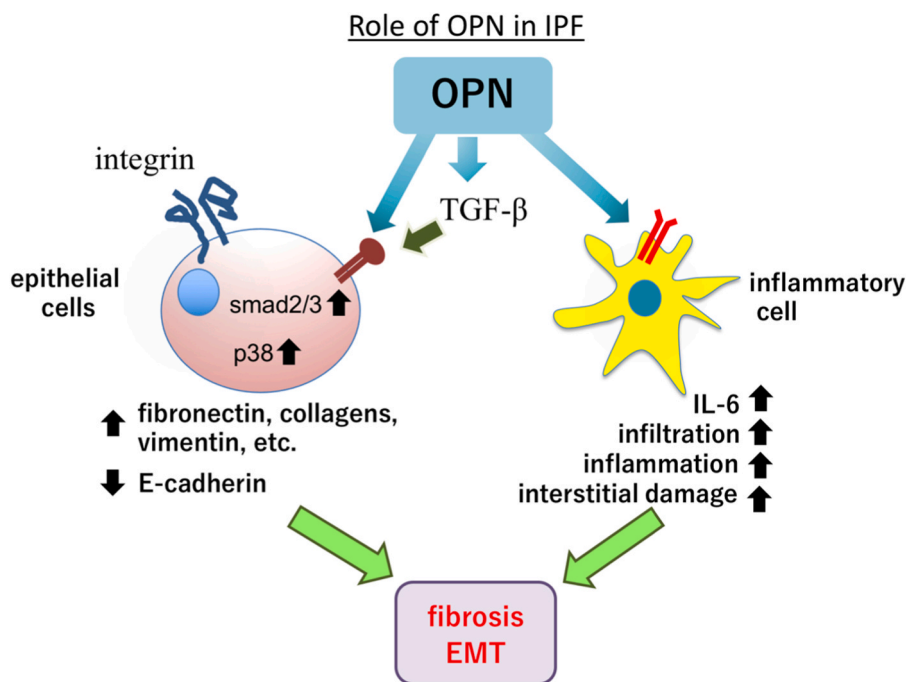 Role of OPN in IPF
OPN
integrin
TGF-β
epithelial
cells
smad2/3
p38
inflammatory
cell
fibronectin, collagens,
vimentin, etc.
E-cadherin
IL-6
infiltration
inflammation
interstitial damage
fibrosis
EMT